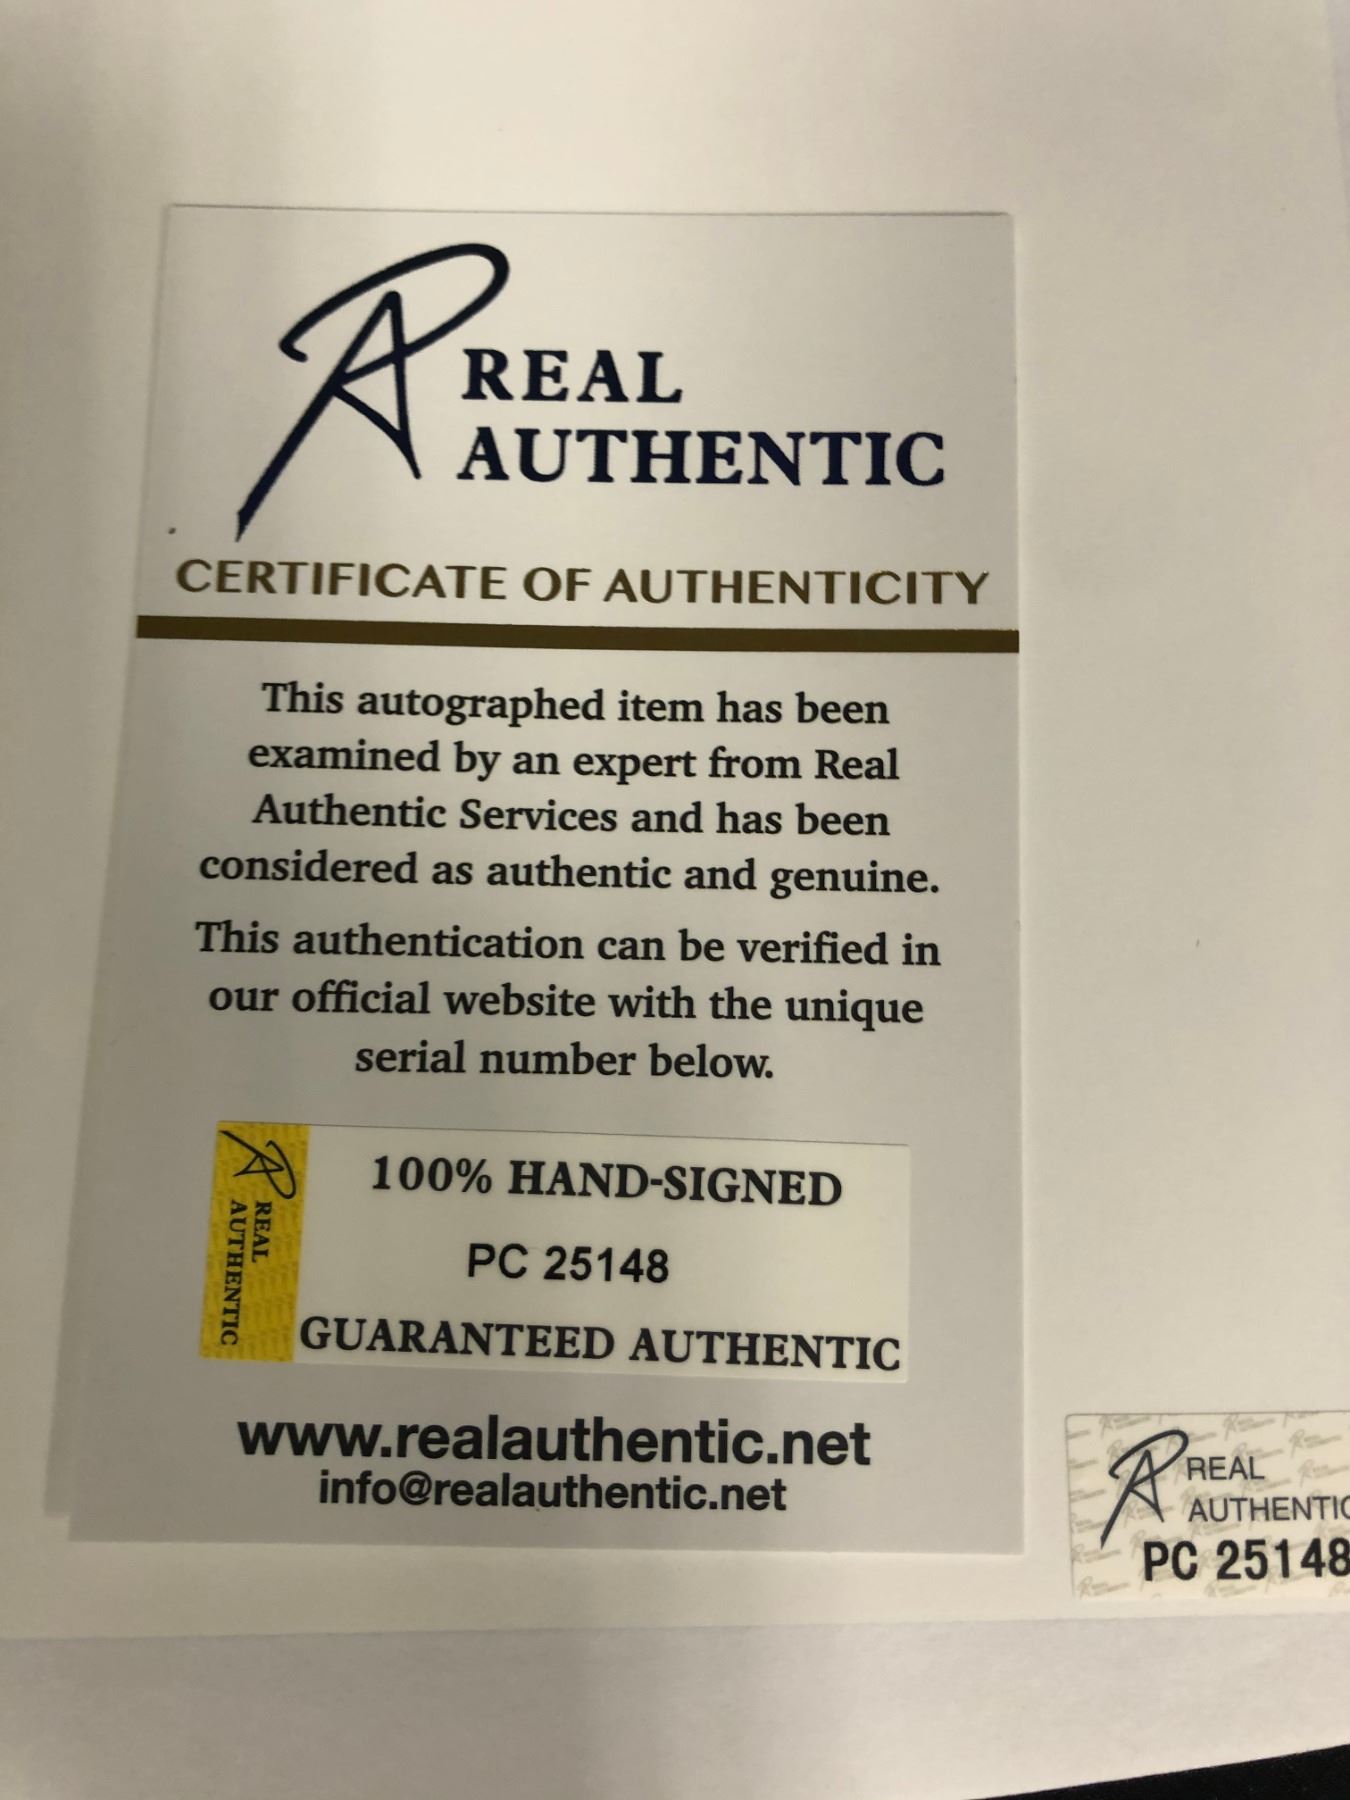 REAL
AUTHENTIC
CERTIFICATE OF AUTHENTICITY
This autographed item has been
examined by an expert from Real
Authentic Services and has been
considered as authentic and genuine.
This authentication can be verified in
our official website with the unique
serial number below.
REAL
AUTHENTIC
100% HAND-SIGNED
PC 25148
GUARANTEED AUTHENTIC
www.realauthentic.net
info@realauthentic.net
REAL
AUTHENTIC
PC 25148